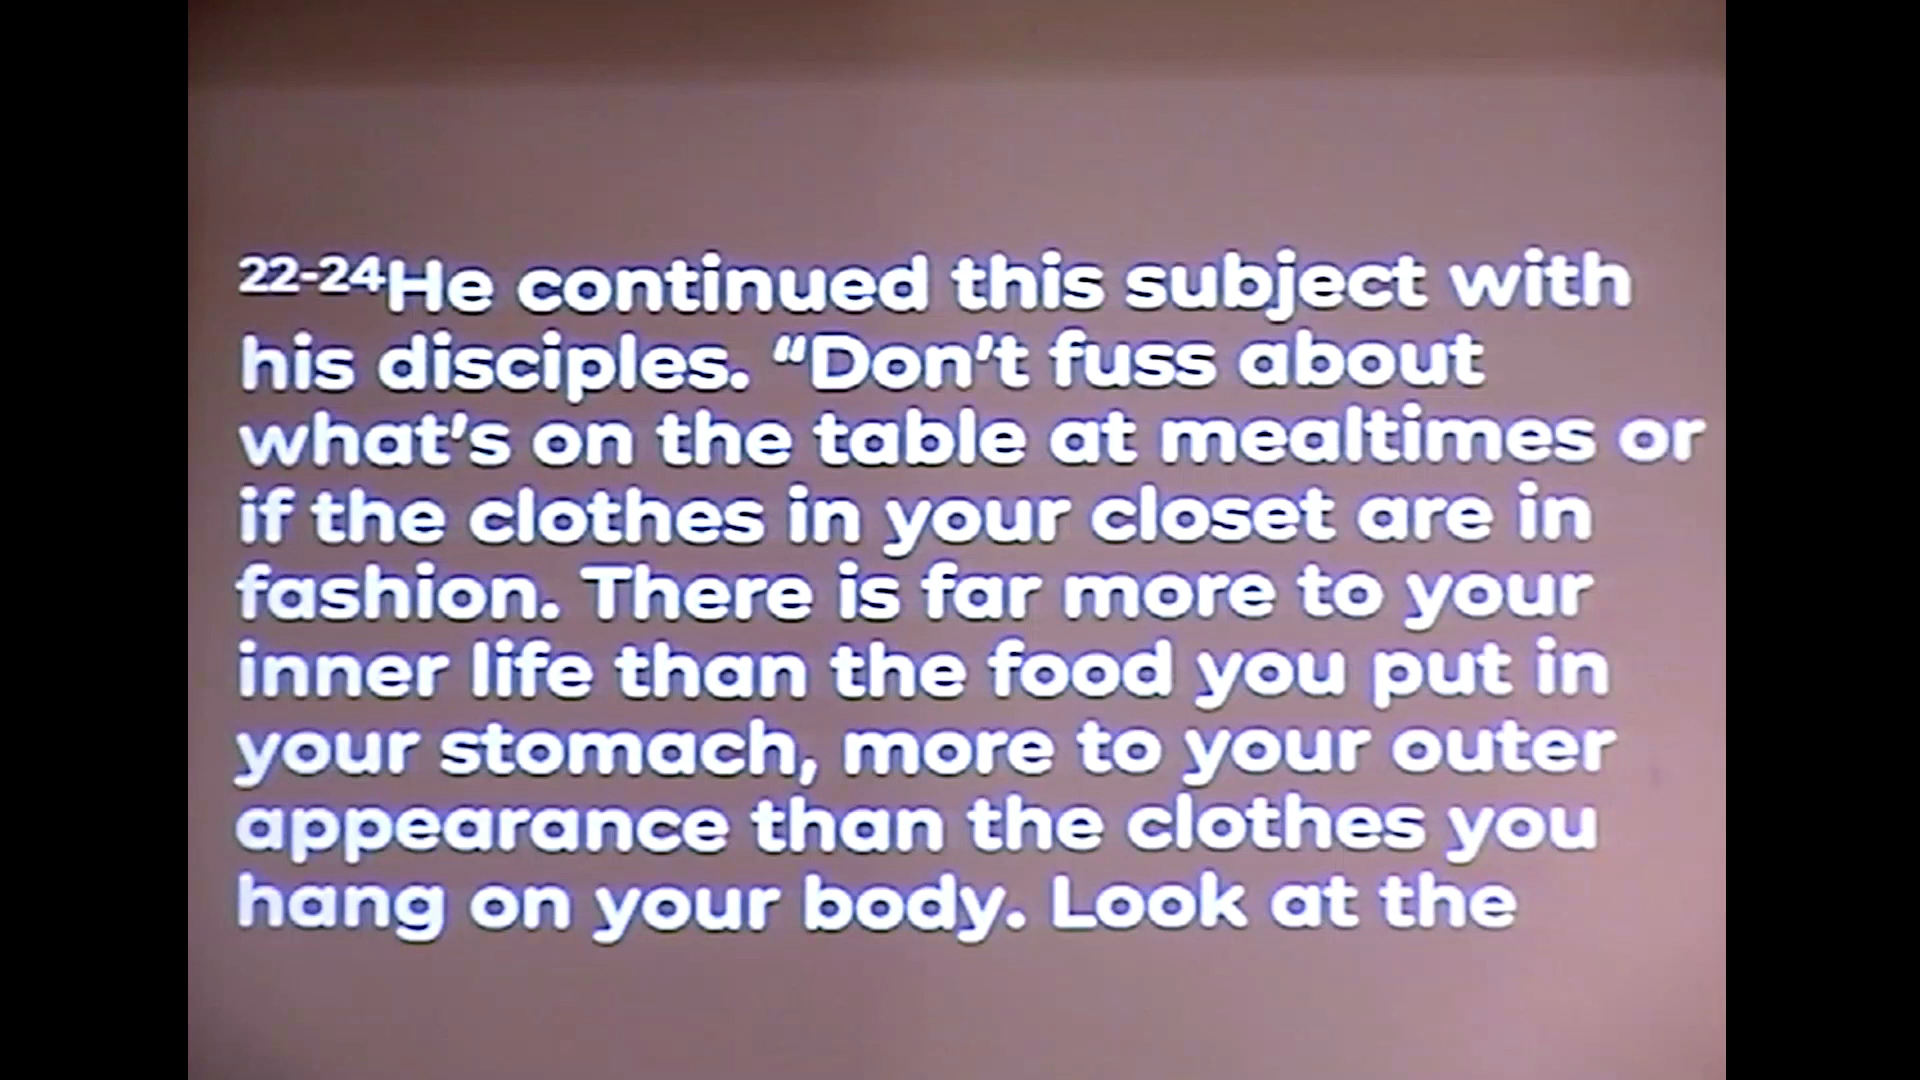 22-24He continued this subject with
his disciples. “Don’t fuss about
what’s on the table at mealtimes or
if the clothes in your closet are in
fashion. There is far more to your
inner life than the food you put in
your stomach, more to your outer
appearance than the clothes you
hang on your body. Look at the